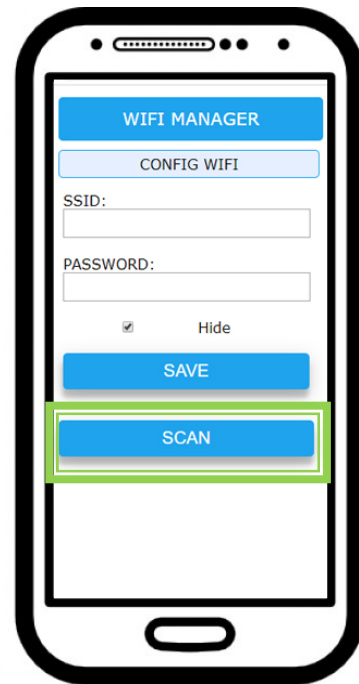 WIFI MANAGER
CONFIG WIFI
SSID:
PASSWORD:
Hide
SAVE
SCAN